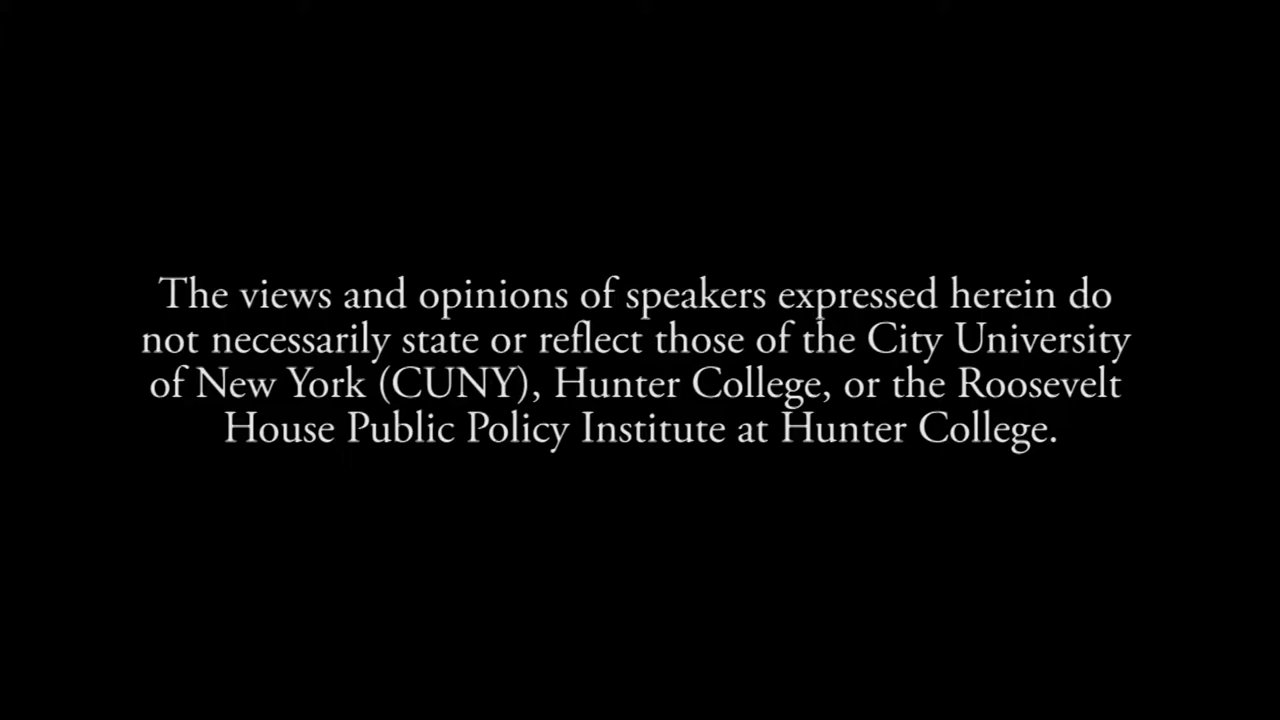 The views and opinions of speakers expressed herein do
not necessarily state or reflect those of the City University
of New York (CUNY), Hunter College, or the Roosevelt
House Public Policy Institute at Hunter College.